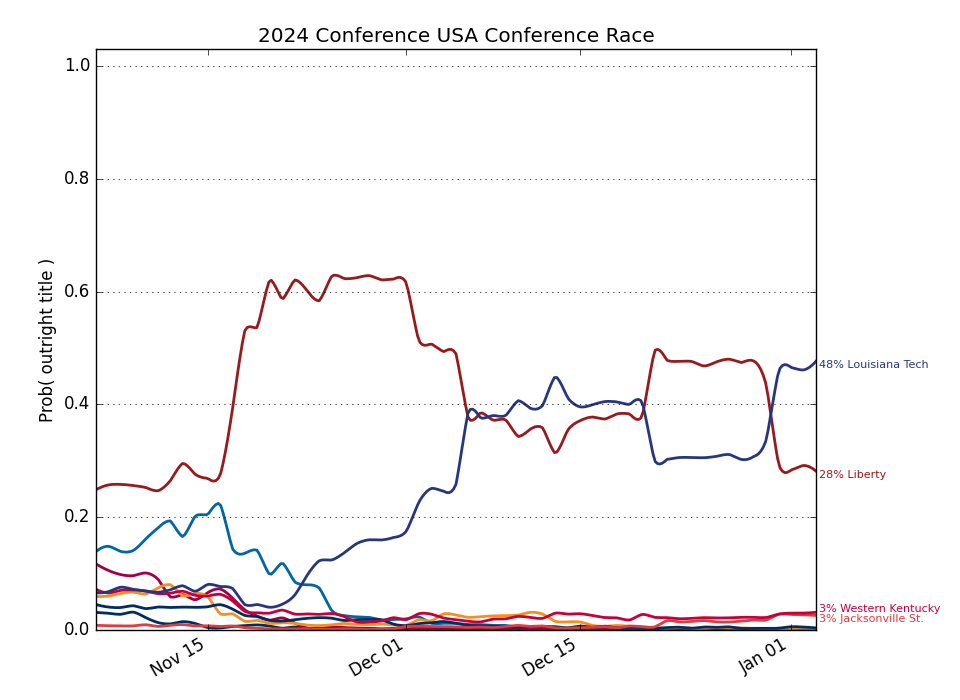 2024 Conference USA Conference Race
Prob( outright title )
1.0
0.8
0.6
0.4
0.2
0.0
Nov 15
Dec 01
Dec 15
Jan 01
48% Louisiana Tech
28% Liberty
3% Western Kentucky
3% Jacksonville St.